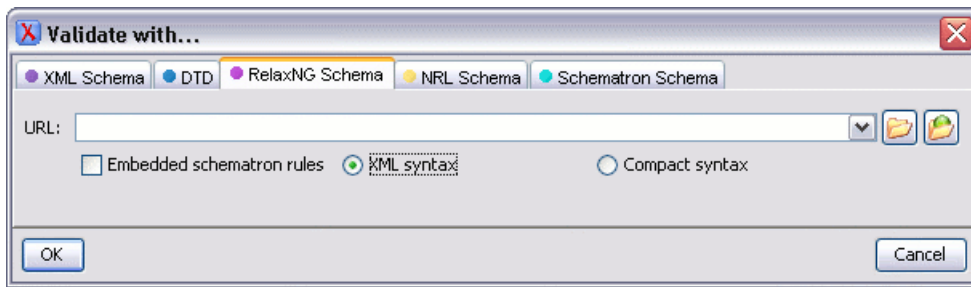 Validate with...
XML Schema DTD RelaxNG Schema NRL Schema Schematron Schema
URL:
Embedded schematron rules XML syntax Compact syntax
OK Cancel